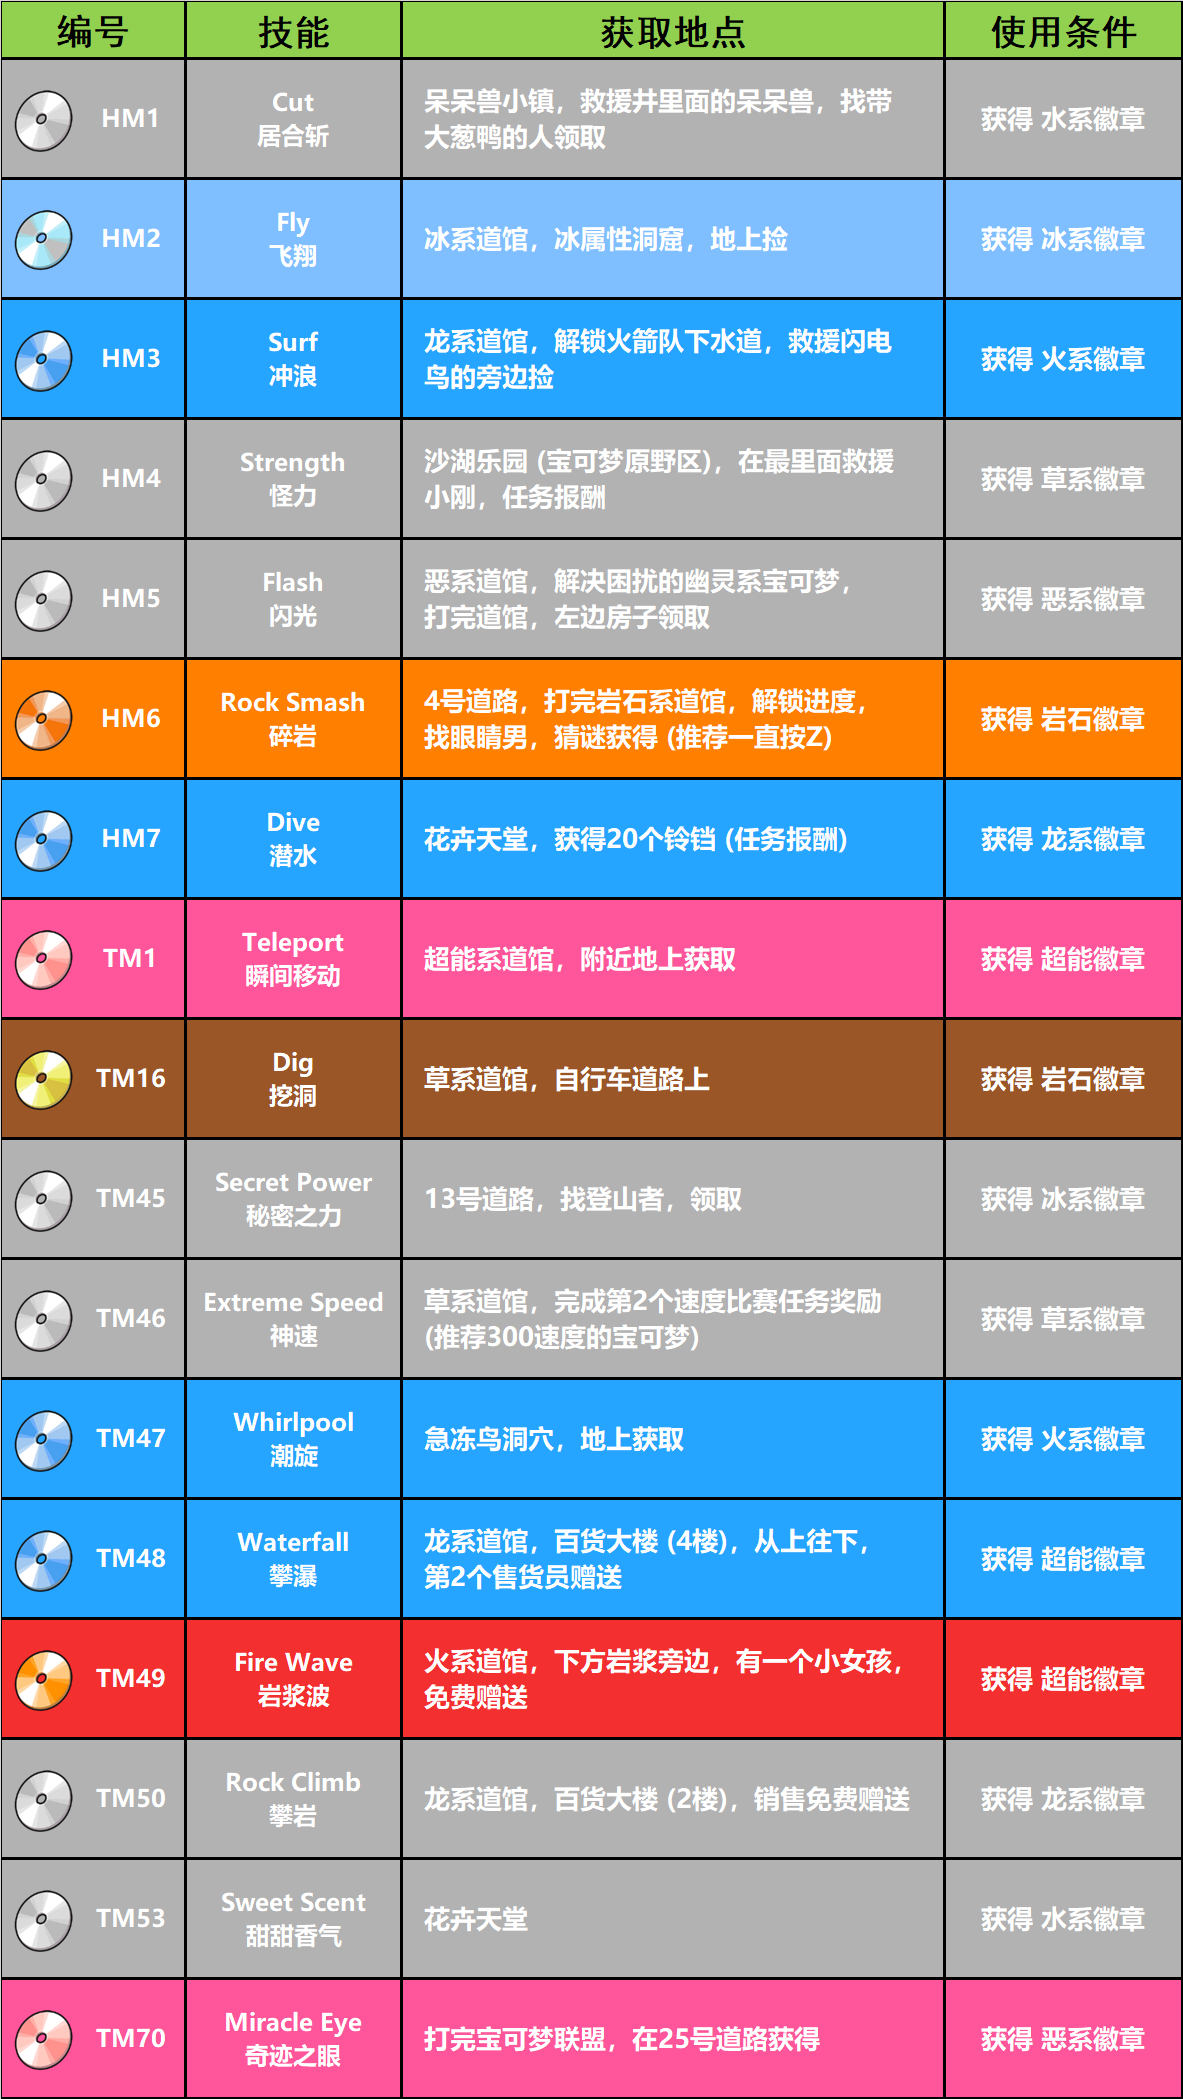 编号 技能 获取地点 使用条件
HM1
Cut
居合斩
呆呆兽小镇，救援井里面的呆呆兽，找带
大葱鸭的人领取
获得 水系徽章
HM2
Fly
飞翔
冰系道馆，冰属性洞窟，地上捡
获得 冰系徽章
HM3
Surf
冲浪
龙系道馆，解锁火箭队下水道，救援闪电
鸟的旁边捡
获得 火系徽章
HM4
Strength
怪力
沙湖乐园 (宝可梦原野区)，在最里面救援
小刚，任务报酬
获得 草系徽章
HM5
Flash
闪光
恶系道馆，解决困扰的幽灵系宝可梦，
打完道馆，左边房子领取
获得 恶系徽章
HM6
Rock Smash
碎岩
4号道路，打完岩石系道馆，解锁进度，
找眼睛男，猜谜获得 (推荐一直按Z)
获得 岩石徽章
HM7
Dive
潜水
花卉天堂，获得20个铃铛 (任务报酬)
获得 龙系徽章
TM1
Teleport
瞬间移动
超能系道馆，附近地上获取
获得 超能徽章
TM16
Dig
挖洞
草系道馆，自行车道路上
获得 岩石徽章
TM45
Secret Power
秘密之力
13号道路，找登山者，领取
获得 冰系徽章
TM46
Extreme Speed
神速
草系道馆，完成第2个速度比赛任务奖励
(推荐300速度的宝可梦)
获得 草系徽章
TM47
Whirlpool
潮旋
急冻鸟洞穴，地上获取
获得 火系徽章
TM48
Waterfall
攀瀑
龙系道馆，百货大楼 (4楼)，从上往下，
第2个售货员赠送
获得 超能徽章
TM49
Fire Wave
岩浆波
火系道馆，下方岩浆旁边，有一个小女孩，
免费赠送
获得 超能徽章
TM50
Rock Climb
攀岩
龙系道馆，百货大楼 (2楼)，销售免费赠送
获得 龙系徽章
TM53
Sweet Scent
甜甜香气
花卉天堂
获得 水系徽章
TM70
Miracle Eye
奇迹之眼
打完宝可梦联盟，在25号道路获得
获得 恶系徽章